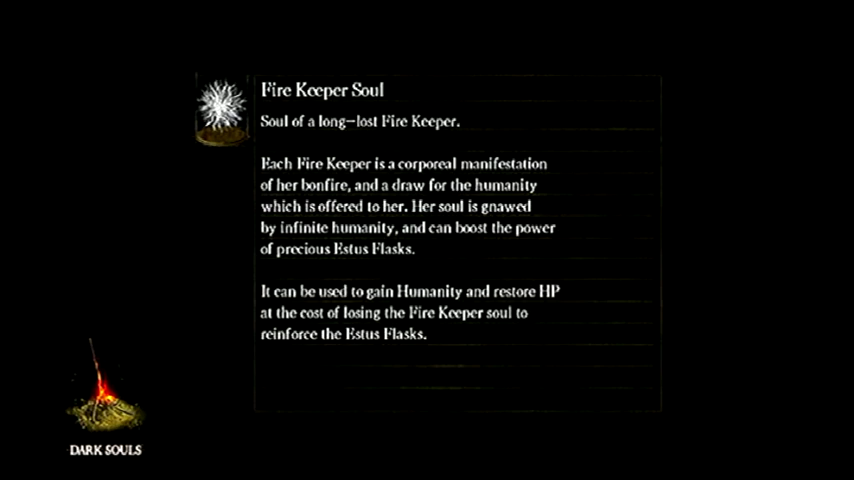 Fire Keeper Soul
Soul of a long-lost Fire Keeper.
Each Fire Keeper is a corporeal manifestation
of her bonfire, and a draw for the humanity
which is offered to her. Her soul is gnawed
by infinite humanity, and can boost the power
of precious Estus Flasks.
It can be used to gain Humanity and restore HP
at the cost of losing the Fire Keeper soul to
reinforce the Estus Flasks.
DARK SOULS